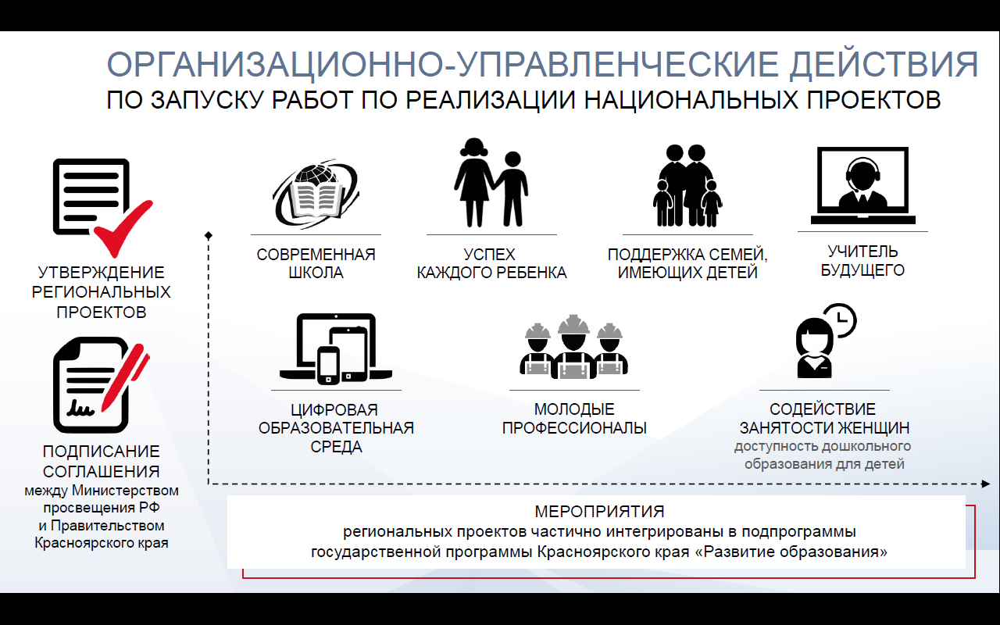 ОРГАНИЗАЦИОННО-УПРАВЛЕНЧЕСКИЕ ДЕЙСТВИЯ
ПО ЗАПУСКУ РАБОТ ПО РЕАЛИЗАЦИИ НАЦИОНАЛЬНЫХ ПРОЕКТОВ
УТВЕРЖДЕНИЕ
РЕГИОНАЛЬНЫХ
ПРОЕКТОВ
ПОДПИСАНИЕ
СОГЛАШЕНИЯ
между Министерством
просвещения РФ
и Правительством
Красноярского края
СОВРЕМЕННАЯ
ШКОЛА
УСПЕХ
КАЖДОГО РЕБЕНКА
ПОДДЕРЖКА СЕМЕЙ,
ИМЕЮЩИХ ДЕТЕЙ
УЧИТЕЛЬ
БУДУЩЕГО
ЦИФРОВАЯ
ОБРАЗОВАТЕЛЬНАЯ
СРЕДА
МОЛОДЫЕ
ПРОФЕССИОНАЛЫ
СОДЕЙСТВИЕ
ЗАНЯТОСТИ ЖЕНЩИН
доступность дошкольного
образования для детей
МЕРОПРИЯТИЯ
региональных проектов частично интегрированы в подпрограммы
государственной программы Красноярского края «Развитие образования»